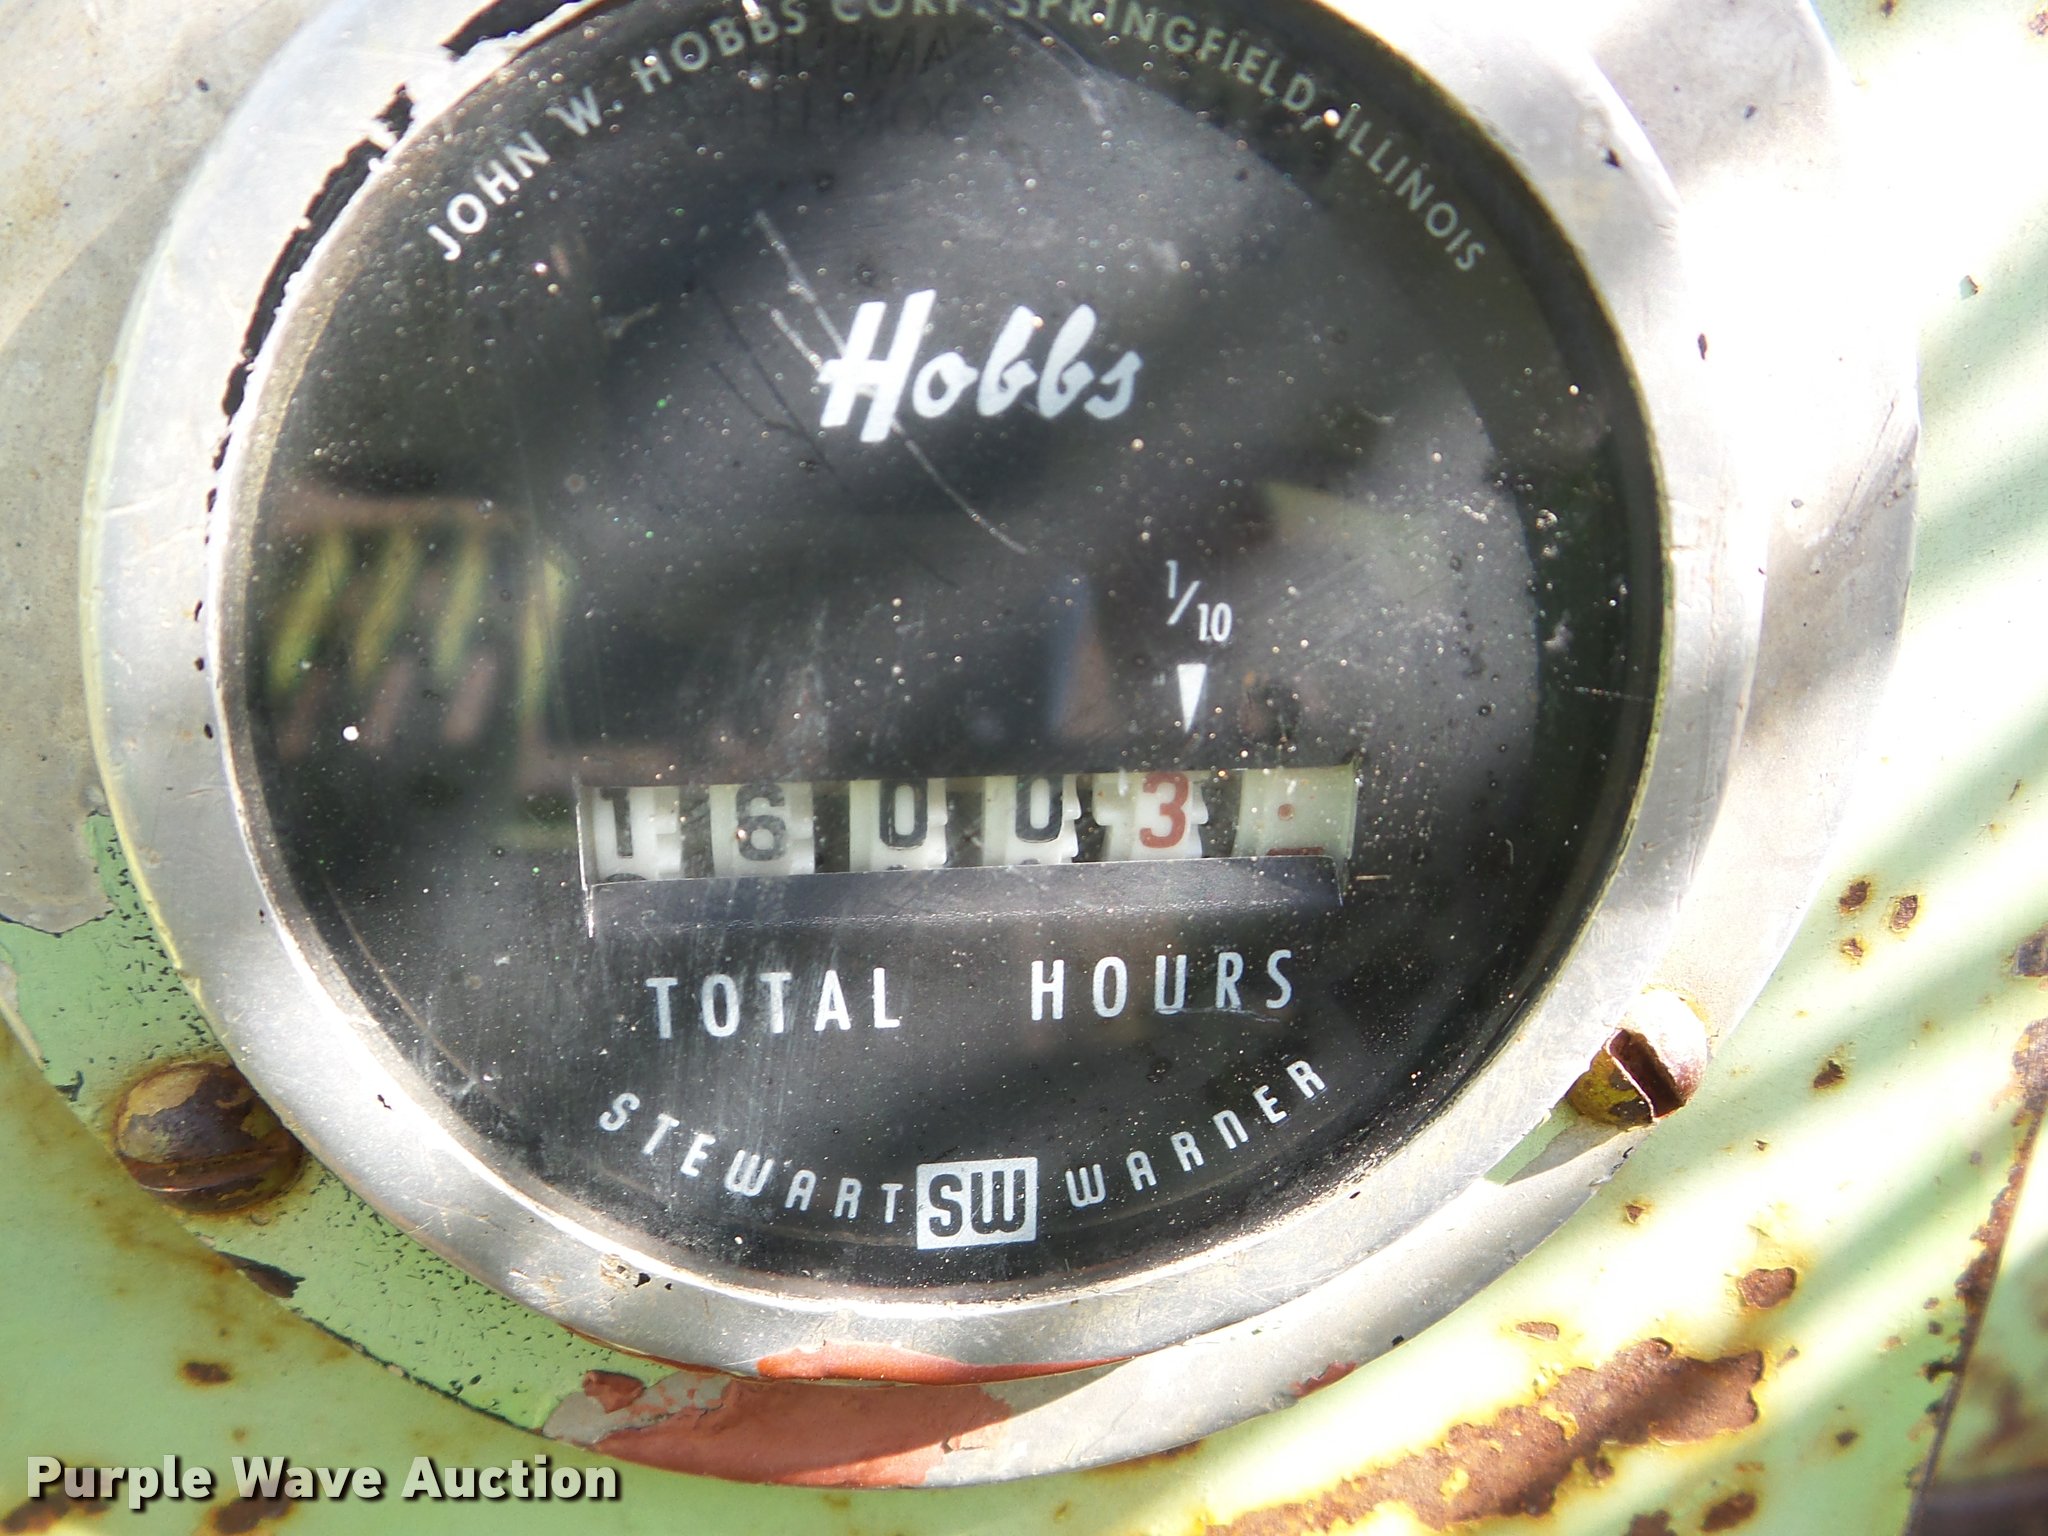 JOHN W. HOBBS CORP. SPRINGFIELD, ILLINOIS
Hobbs
1/10
16003
TOTAL HOURS
STEWART SW WARNER
Purple Wave Auction